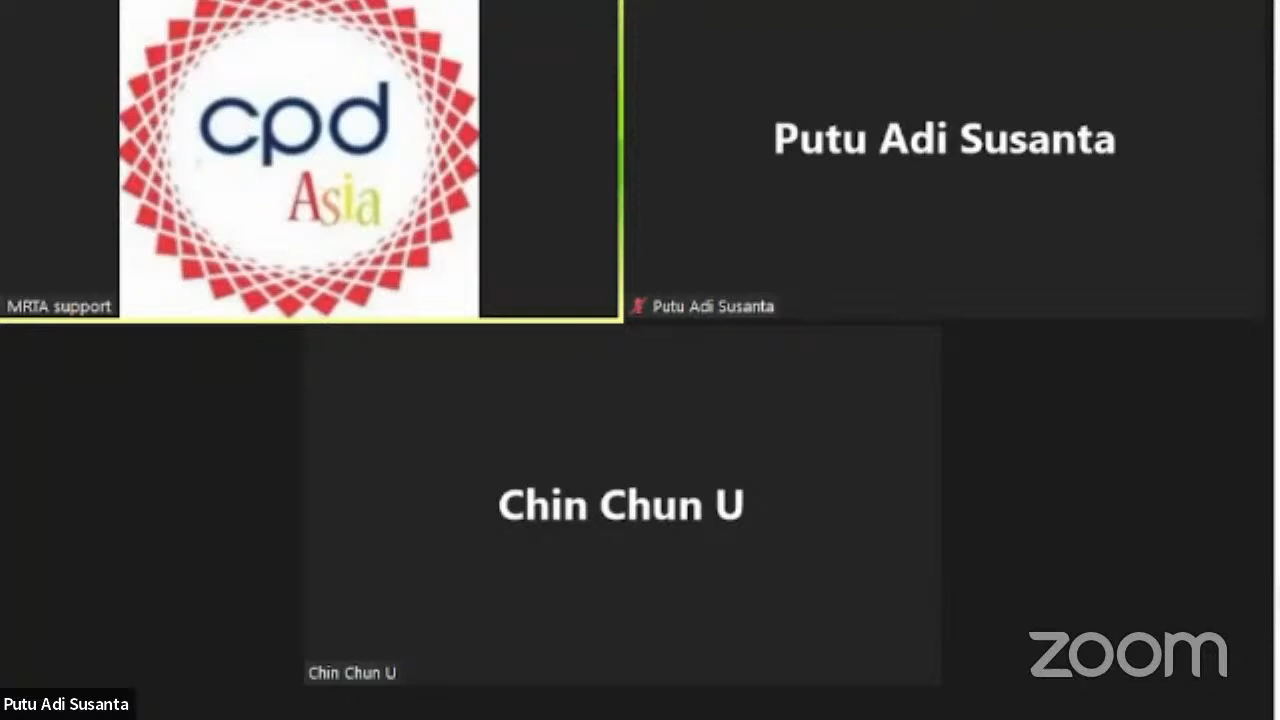 cpd
Asia
MRTA support
Putu Adi Susanta
Putu Adi Susanta
Chin Chun U
Chin Chun U
zoom
Putu Adi Susanta